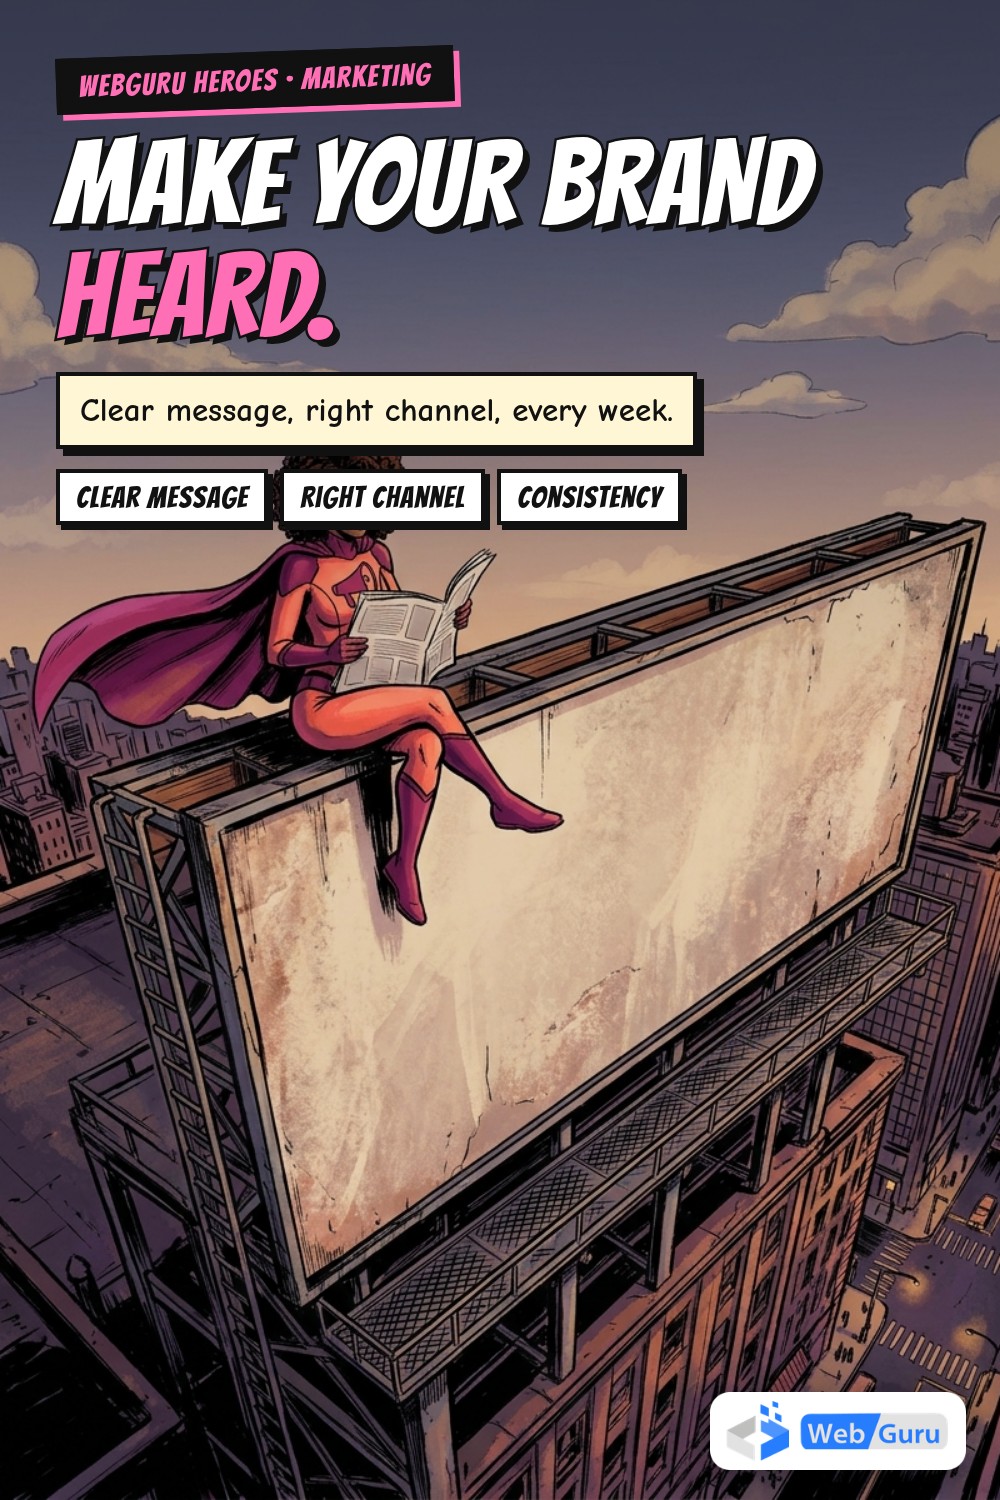 WEBGURU HEROES · MARKETING
MAKE YOUR BRAND
HEARD.
Clear message, right channel, every week.
CLEAR MESSAGE
RIGHT CHANNEL
CONSISTENCY
Web Guru